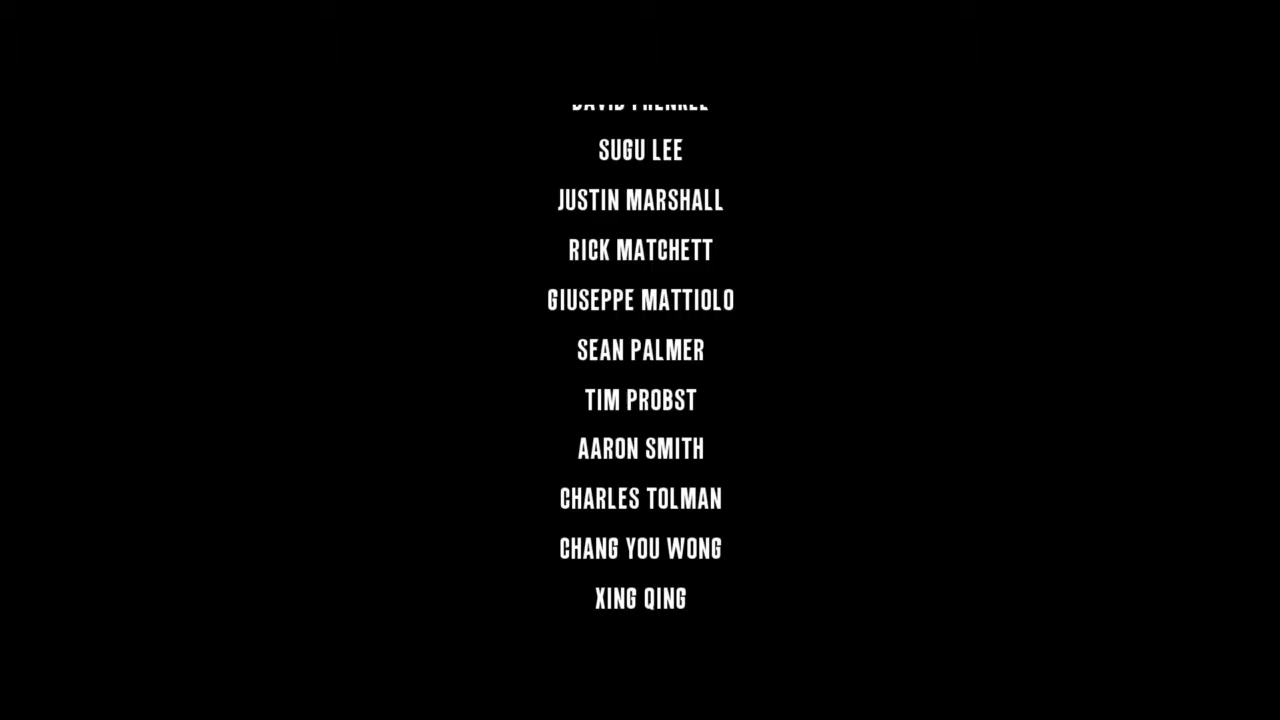 SUGU LEE
JUSTIN MARSHALL
RICK MATCHETT
GIUSEPPE MATTIOLO
SEAN PALMER
TIM PROBST
AARON SMITH
CHARLES TOLMAN
CHANG YOU WONG
XING QING